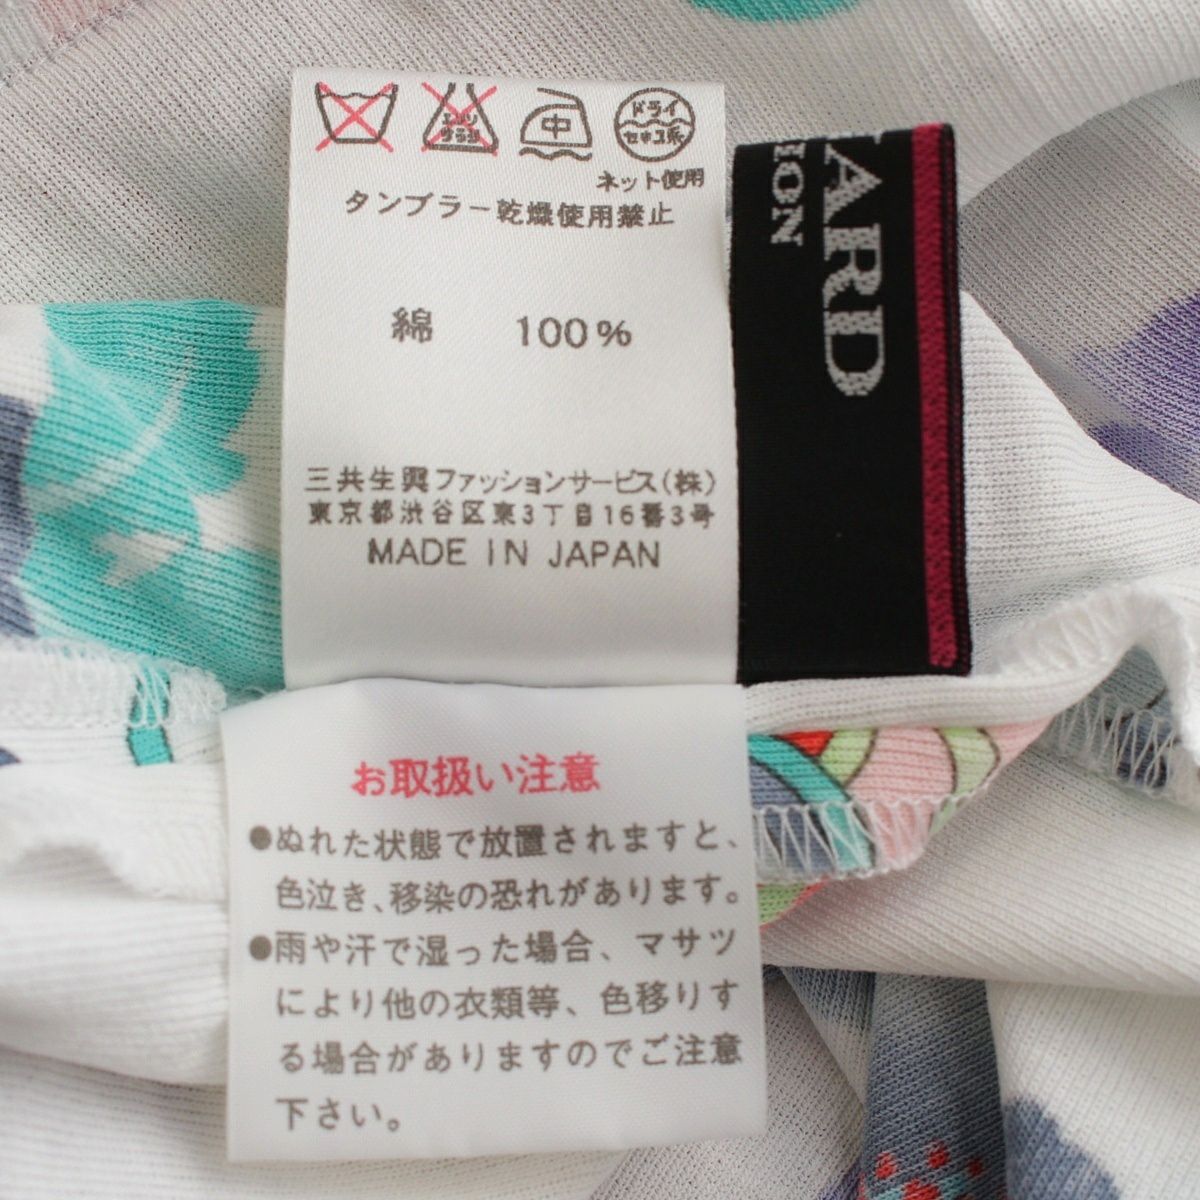 エンソ
サラシ
中
ドライ
セキユ系
ネット使用
タンブラー乾燥使用禁止
綿 100%
三共生興ファッションサービス(株)
東京都渋谷区東3丁目16番3号
MADE IN JAPAN
ARD
ION
お取扱い注意
●ぬれた状態で放置されますと、
色泣き、移染の恐れがあります。
●雨や汗で湿った場合、マサツ
により他の衣類等、色移りす
る場合がありますのでご注意
下さい。